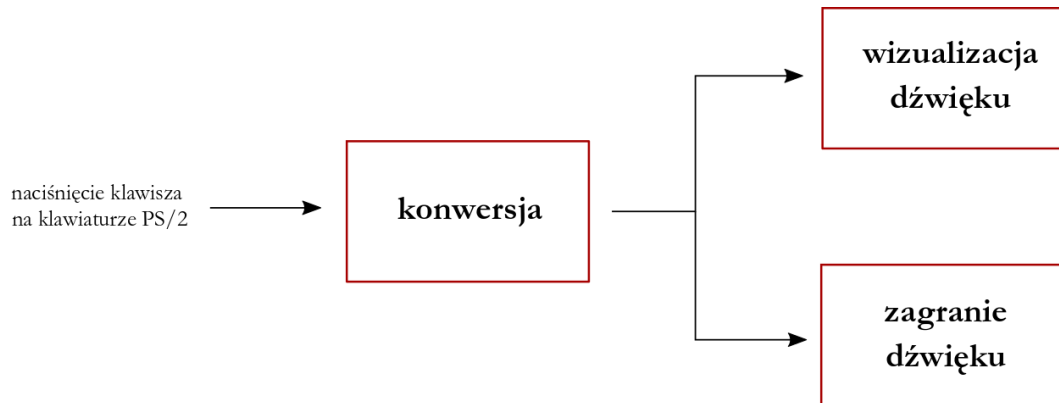 wizualizacja
dźwięku
naciśnięcie klawisza
na klawiaturze PS/2
konwersja
zagranie
dźwięku